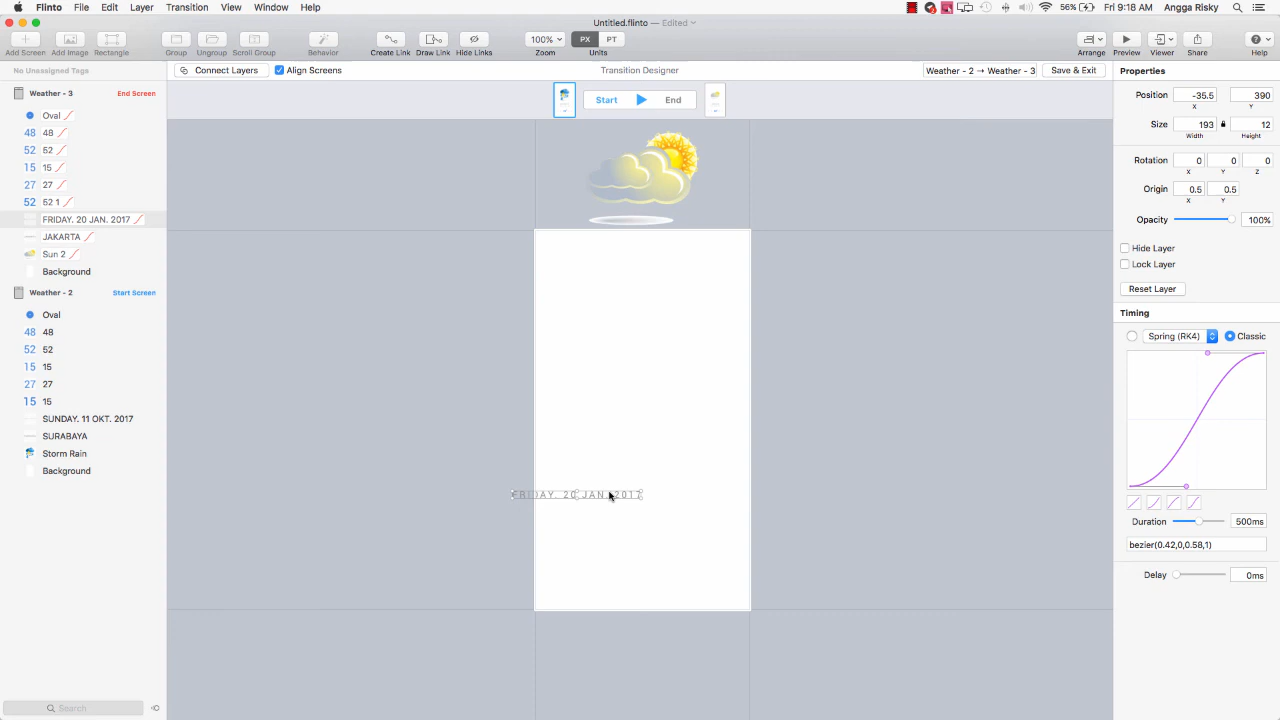 Flinto File Edit Layer Transition View Window Help 56% Fri 9:18 AM Angga Risky
Untitled.flinto — Edited
Add Screen Add Image Rectangle Group Ungroup Scroll Group Behavior Create Link Draw Link Hide Links 100% Zoom PX PT Units Arrange Preview Viewer Share Help
No Unassigned Tags Connect Layers Align Screens Transition Designer Weather - 2 → Weather - 3 Save & Exit Properties
Weather - 3 End Screen
Oval
48 48
52 52
15 15
27 27
52 52 1
FRIDAY. 20 JAN. 2017
JAKARTA
Sun 2
Background
Weather - 2 Start Screen
Oval
48 48
52 52
15 15
27 27
15 15
SUNDAY. 11 OKT. 2017
SURABAYA
Storm Rain
Background
Search
Start End
FRIDAY. 20 JAN. 2017
Position -35.5 390
X Y
Size 193 12
Width Height
Rotation 0 0 0
X Y Z
Origin 0.5 0.5
X Y
Opacity 100%
Hide Layer
Lock Layer
Reset Layer
Timing
Spring (RK4) Classic
Duration 500ms
bezier(0.42,0,0.58,1)
Delay 0ms